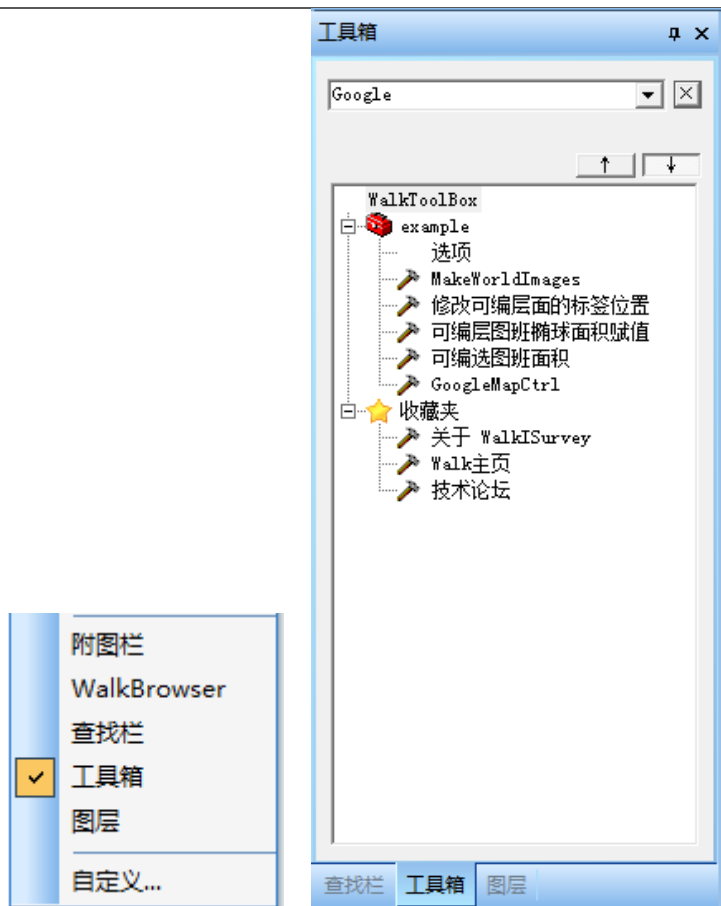 工具箱
Google
WalkToolBox
example
选项
MakeWorldImages
修改可编层面的标签位置
可编层图班椭球面积赋值
可编选图班面积
GoogleMapCtrl
收藏夹
关于 WalkISurvey
Walk主页
技术论坛
查找栏 工具箱 图层
附图栏
WalkBrowser
查找栏
工具箱
图层
自定义...